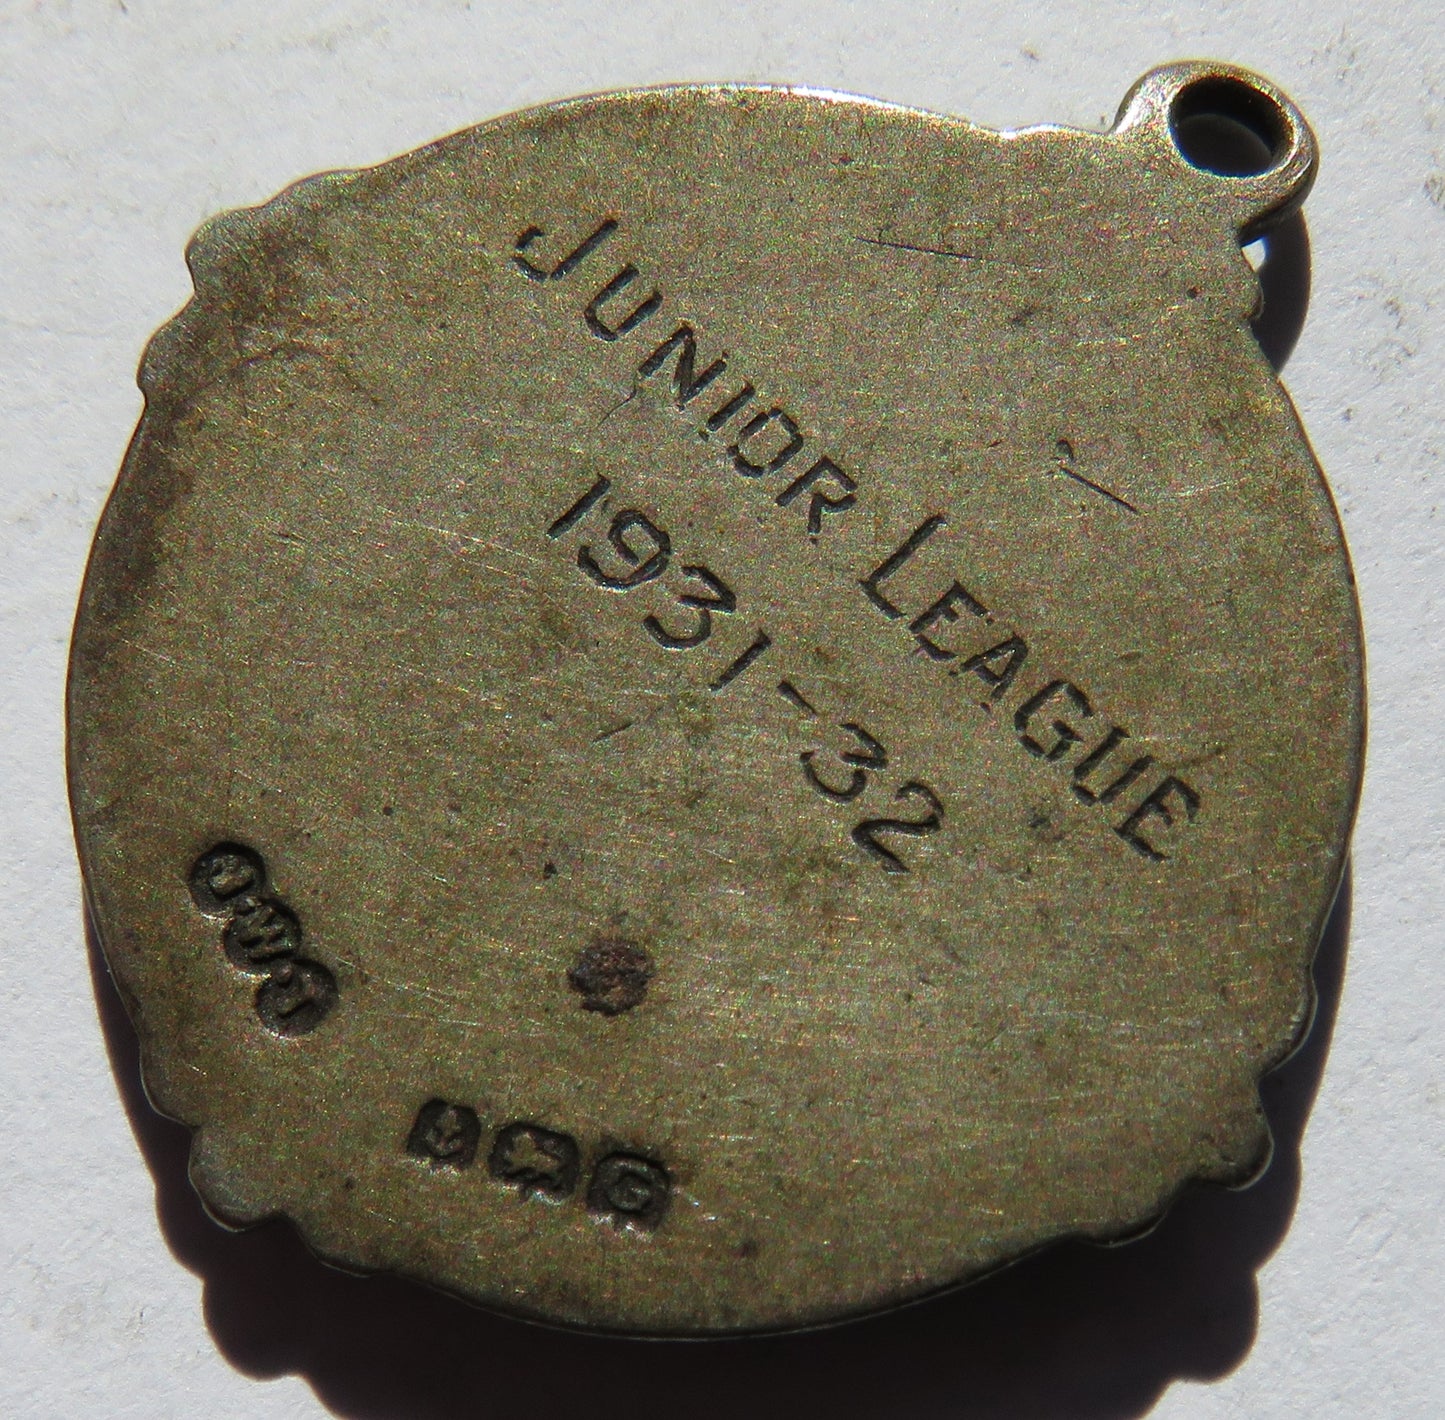 JUNIOR LEAGUE
1931-32
J.W.T
G